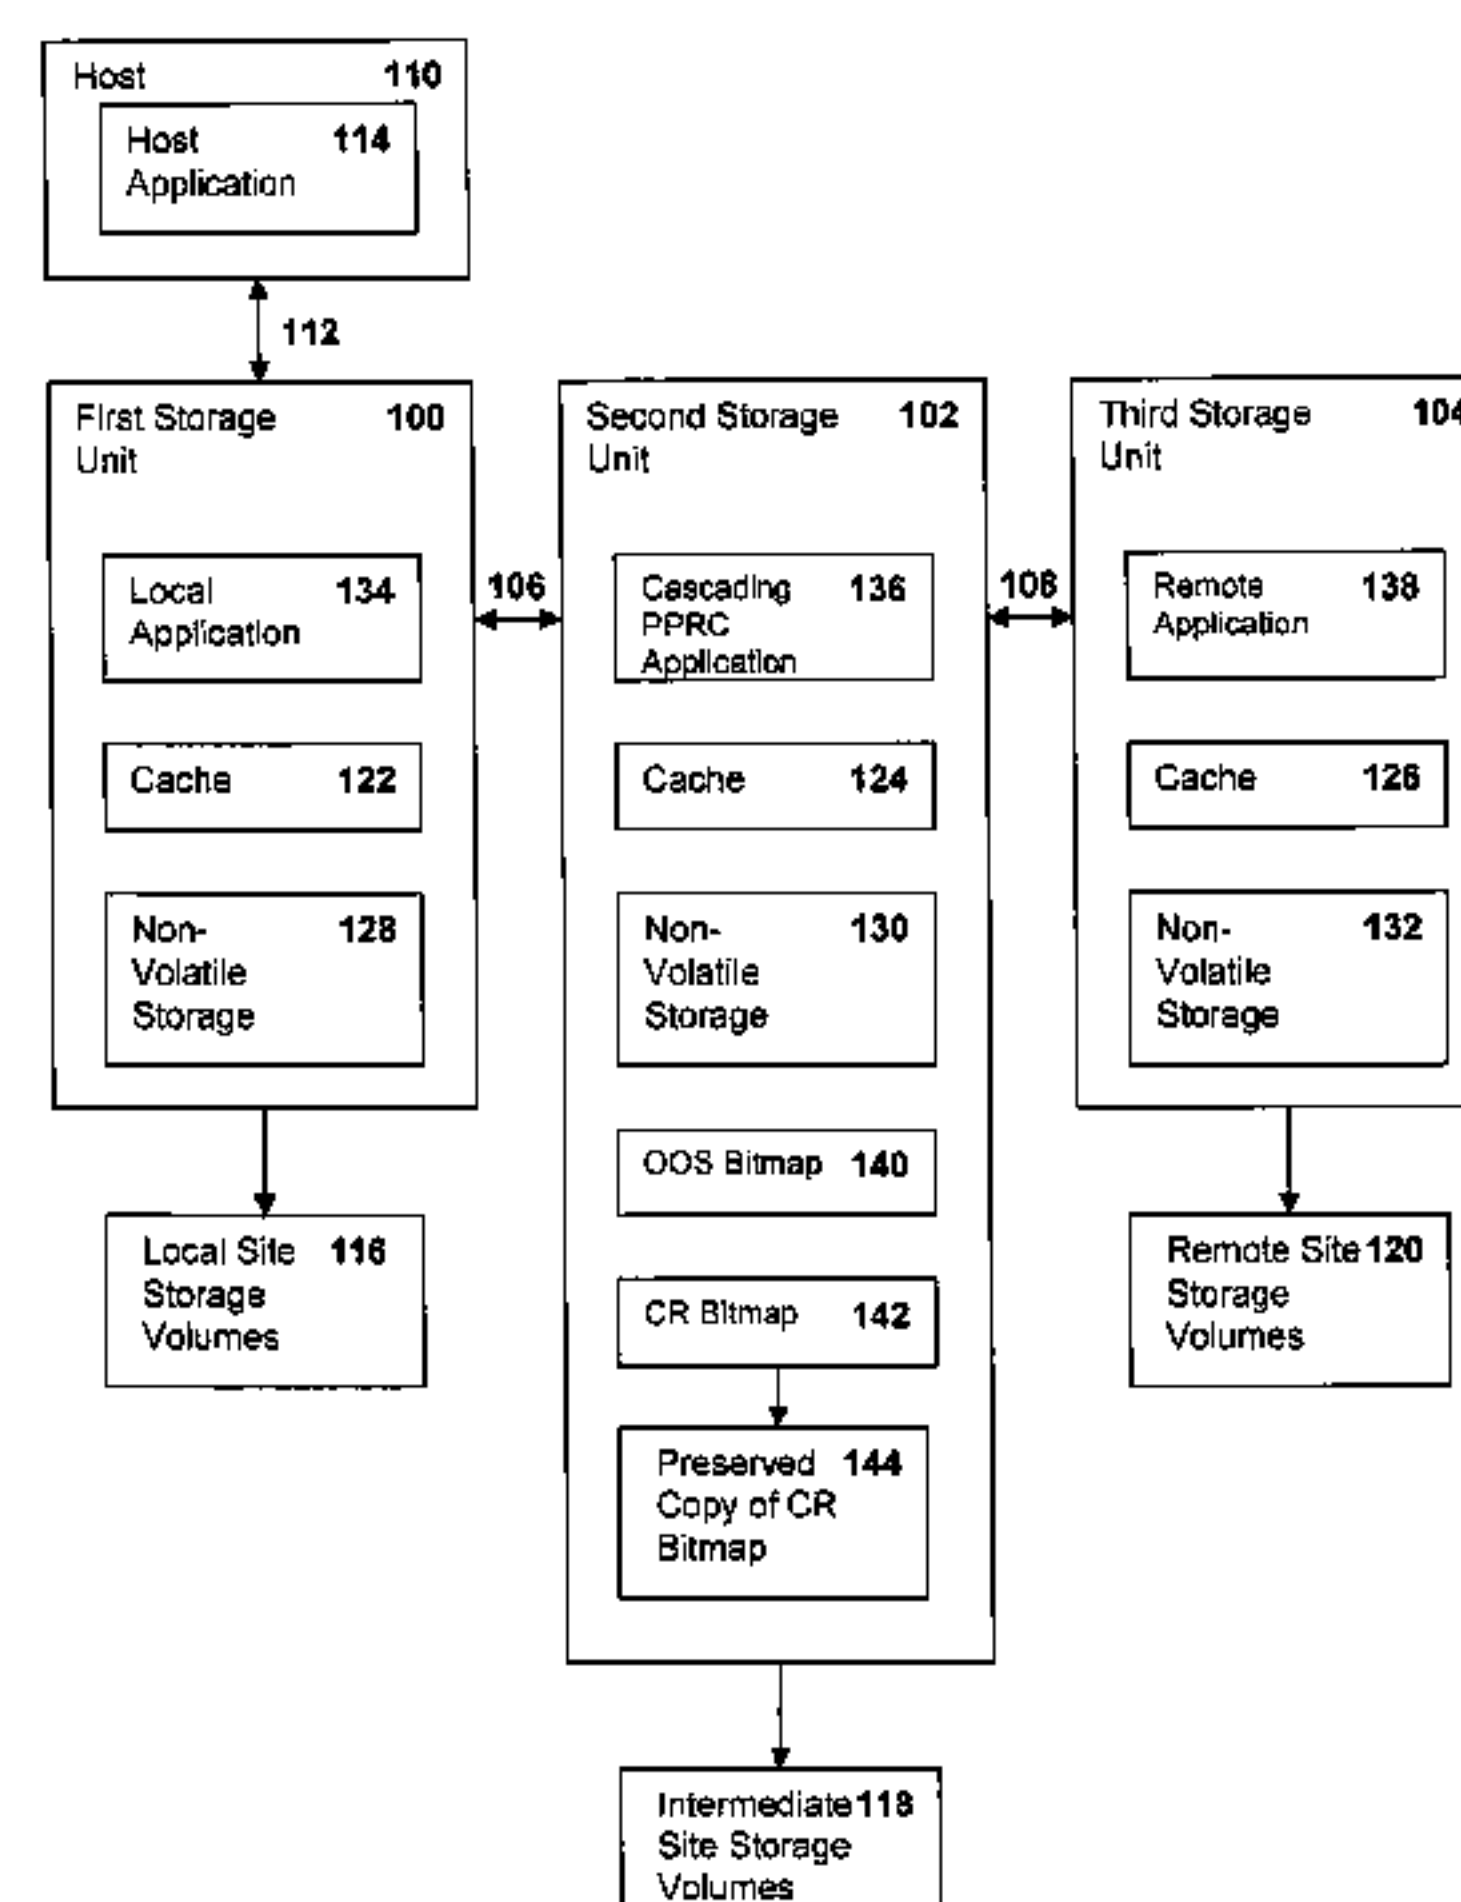 Host 110
Host 114
Application
112
First Storage 100
Unit
Local 134
Application
Cache 122
Non- 128
Volatile
Storage
Local Site 116
Storage
Volumes
106
Second Storage 102
Unit
Cascading 136
PPRC
Application
Cache 124
Non- 130
Volatile
Storage
OOS Bitmap 140
CR Bitmap 142
Preserved 144
Copy of CR
Bitmap
Intermediate 118
Site Storage
Volumes
108
Third Storage 104
Unit
Remote 138
Application
Cache 126
Non- 132
Volatile
Storage
Remote Site 120
Storage
Volumes